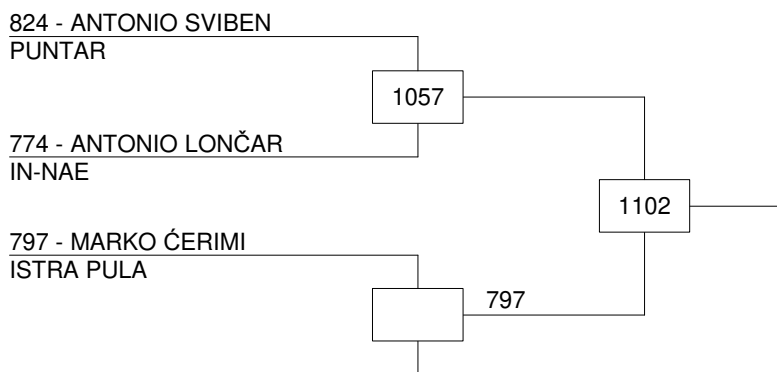 824 - ANTONIO SVIBEN
PUNTAR
1057
774 - ANTONIO LONČAR
IN-NAE
1102
797 - MARKO ĆERIMI
ISTRA PULA
797